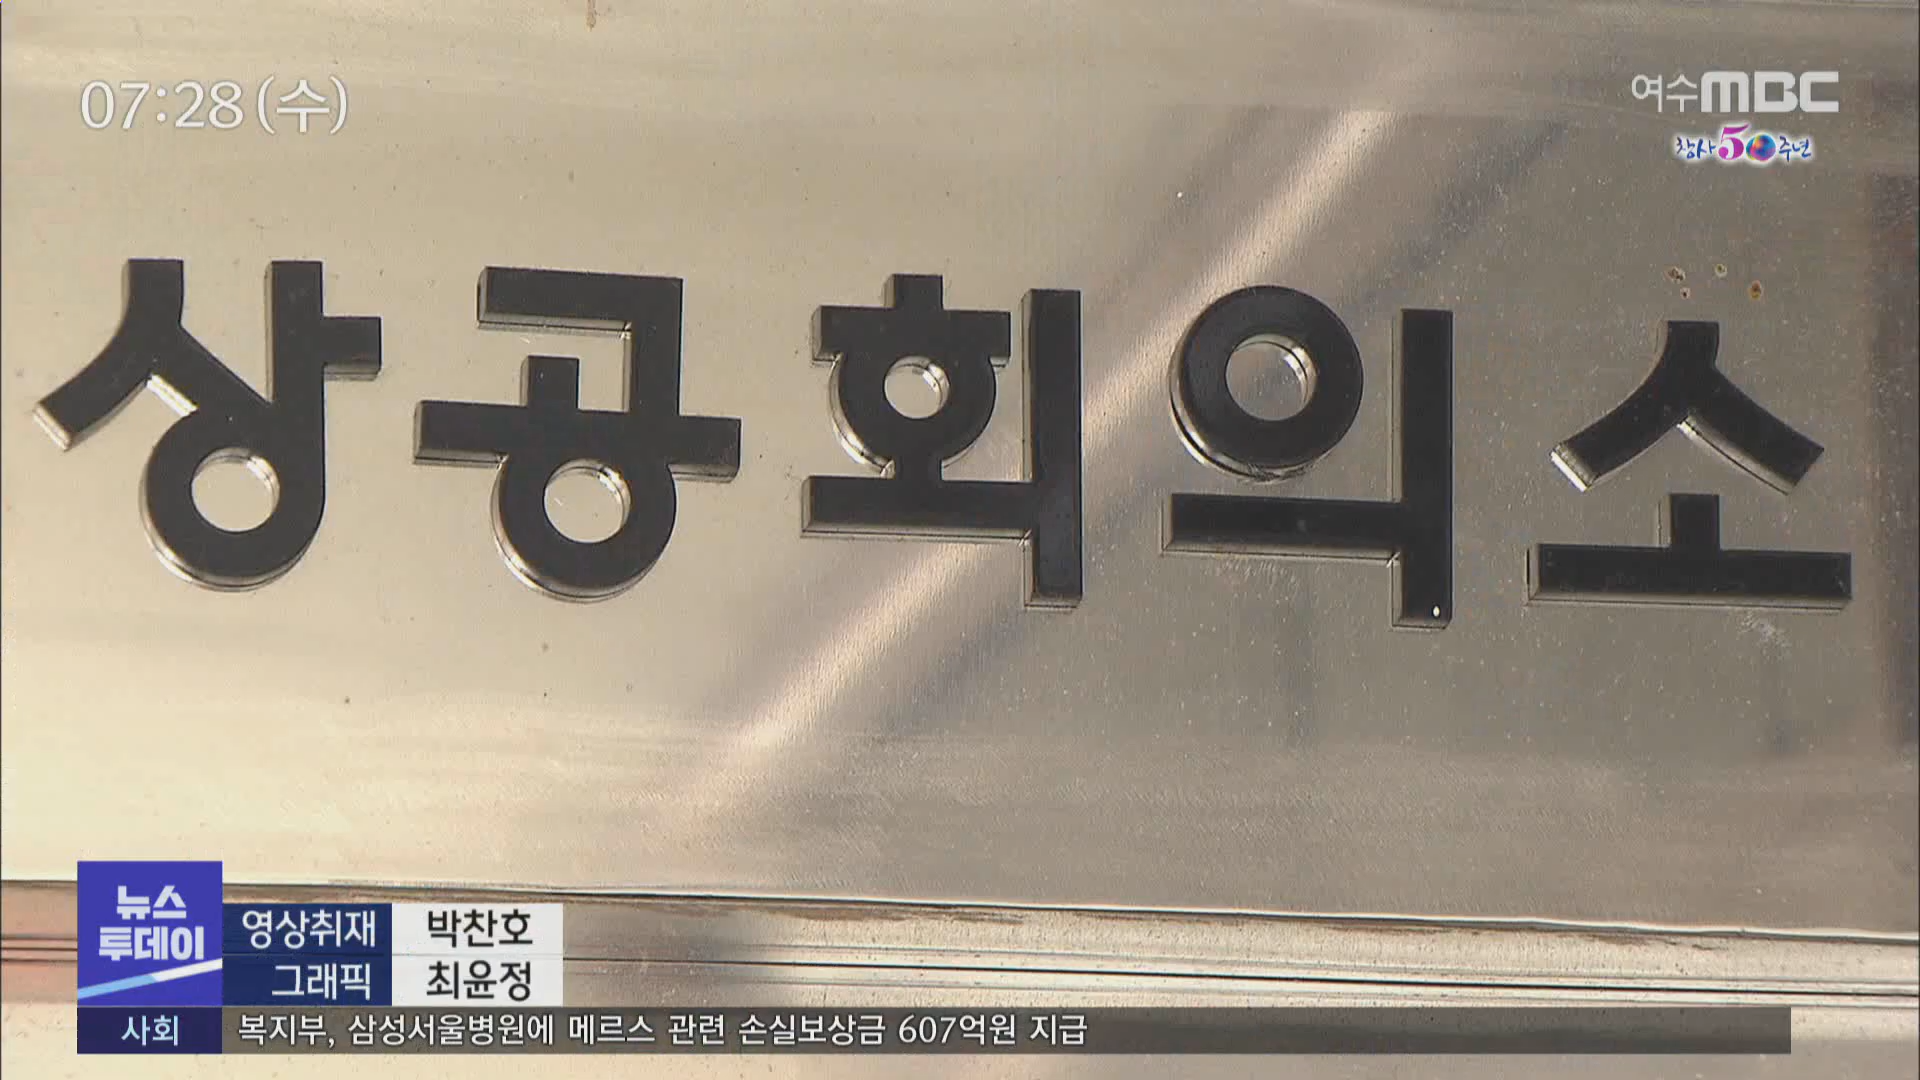 07:28(수)
여수MBC
창사50주년
상공회의소
뉴스
투데이
영상취재 박찬호
그래픽 최윤정
사회 복지부, 삼성서울병원에 메르스 관련 손실보상금 607억원 지급